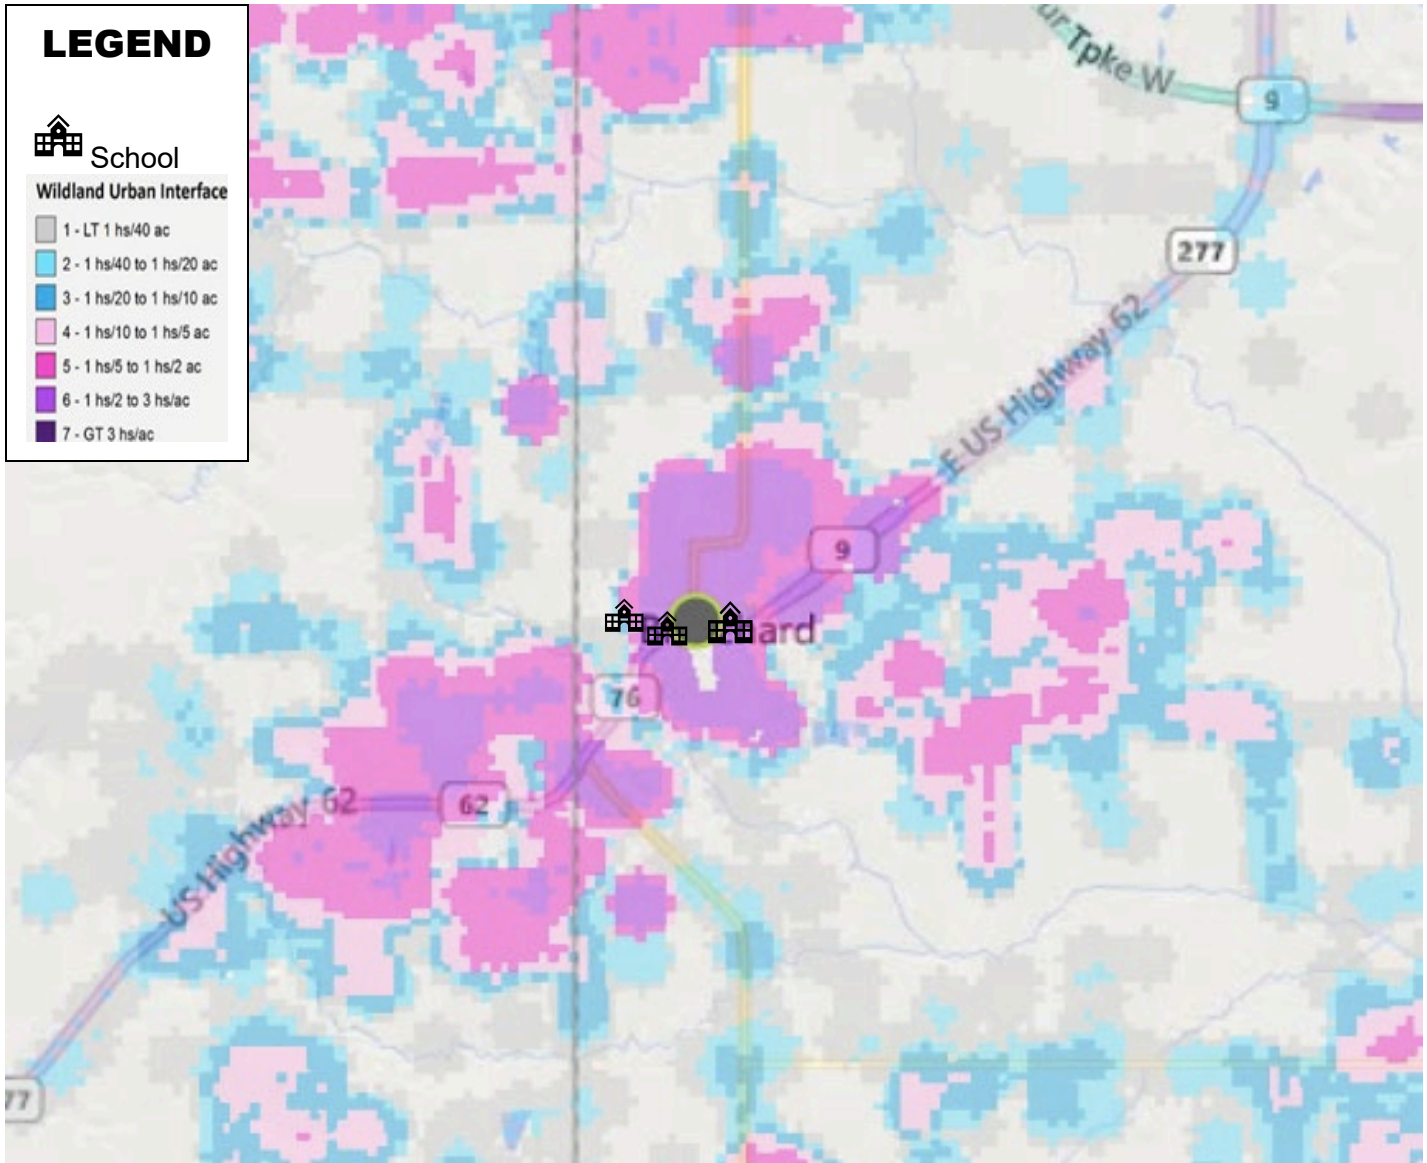 LEGEND
School
Wildland Urban Interface
1 - LT 1 hs/40 ac
2 - 1 hs/40 to 1 hs/20 ac
3 - 1 hs/20 to 1 hs/10 ac
4 - 1 hs/10 to 1 hs/5 ac
5 - 1 hs/5 to 1 hs/2 ac
6 - 1 hs/2 to 3 hs/ac
7 - GT 3 hs/ac
ur Tpke W
9
277
E US Highway 62
9
ard
76
62
US Highway 62
77